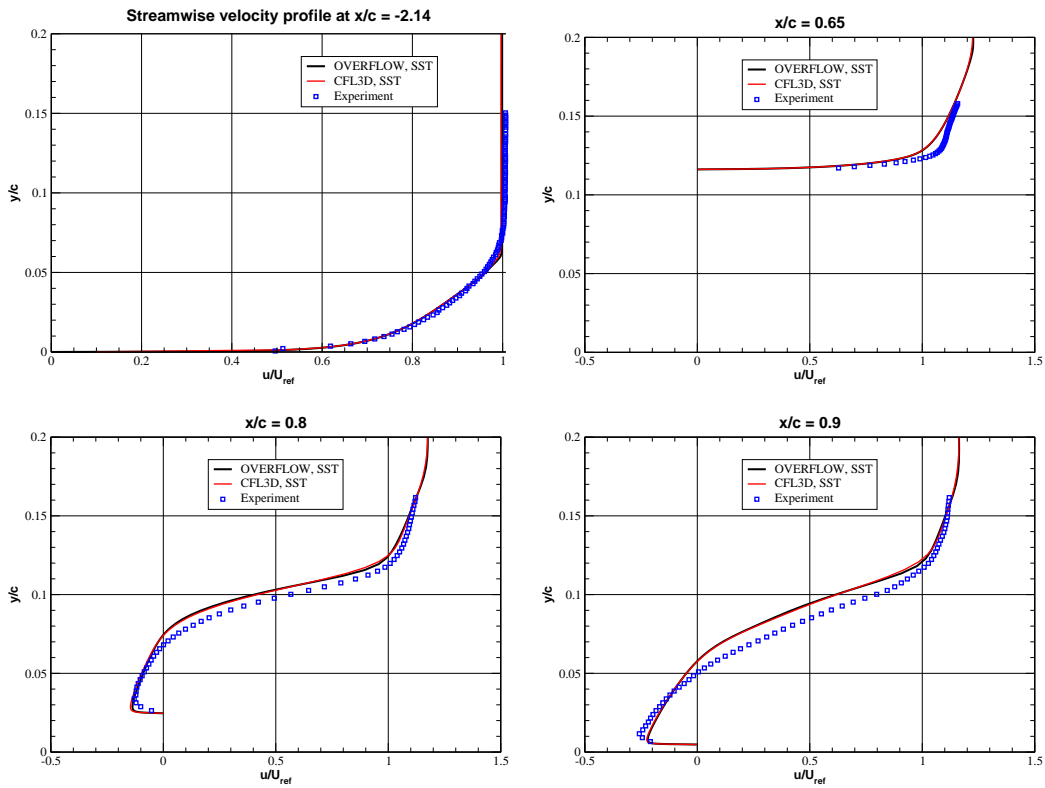 Streamwise velocity profile at x/c = -2.14
0.2
0.15
0.1
0.05
0
y/c
OVERFLOW, SST
CFL3D, SST
Experiment
0 0.2 0.4 0.6 0.8 1
u/Uref
x/c = 0.65
0.2
0.15
0.1
0.05
0
y/c
OVERFLOW, SST
CFL3D, SST
Experiment
-0.5 0 0.5 1 1.5
u/Uref
x/c = 0.8
0.2
0.15
0.1
0.05
0
y/c
OVERFLOW, SST
CFL3D, SST
Experiment
-0.5 0 0.5 1 1.5
u/Uref
x/c = 0.9
0.2
0.15
0.1
0.05
0
y/c
OVERFLOW, SST
CFL3D, SST
Experiment
-0.5 0 0.5 1 1.5
u/Uref